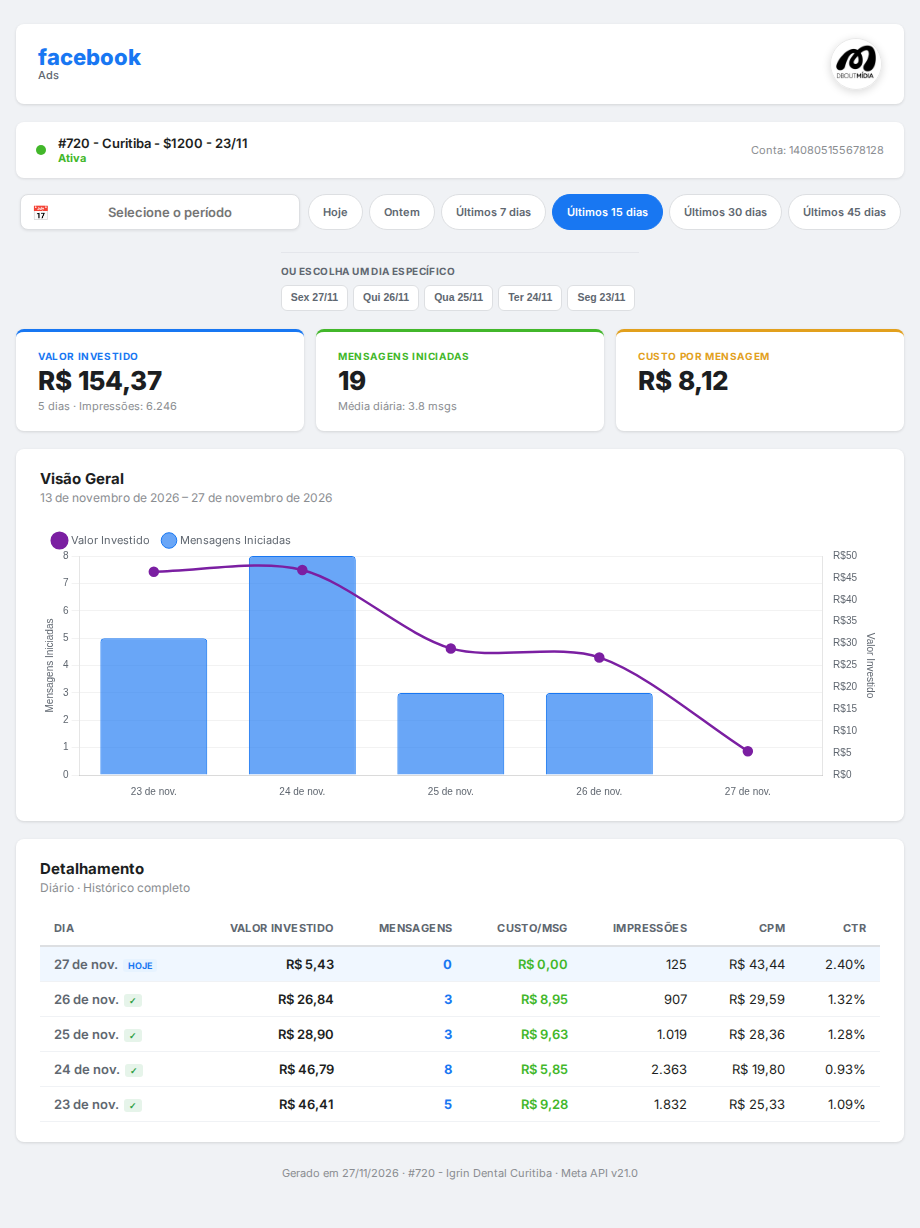 facebook
Ads
DBOUTMÍDIA
#720 - Curitiba - $1200 - 23/11
Ativa
Conta: 140805155678128
Selecione o período
Hoje
Ontem
Últimos 7 dias
Últimos 15 dias
Últimos 30 dias
Últimos 45 dias
OU ESCOLHA UM DIA ESPECÍFICO
Sex 27/11
Qui 26/11
Qua 25/11
Ter 24/11
Seg 23/11
VALOR INVESTIDO
R$ 154,37
5 dias · Impressões: 6.246
MENSAGENS INICIADAS
19
Média diária: 3.8 msgs
CUSTO POR MENSAGEM
R$ 8,12
Visão Geral
13 de novembro de 2026 – 27 de novembro de 2026
Valor Investido
Mensagens Iniciadas
Mensagens Iniciadas
8
7
6
5
4
3
2
1
0
R$50
R$45
R$40
R$35
R$30
R$25
R$20
R$15
R$10
R$5
R$0
Valor Investido
23 de nov.
24 de nov.
25 de nov.
26 de nov.
27 de nov.
Detalhamento
Diário · Histórico completo
DIA VALOR INVESTIDO MENSAGENS CUSTO/MSG IMPRESSÕES CPM CTR
27 de nov. HOJE R$ 5,43 0 R$ 0,00 125 R$ 43,44 2.40%
26 de nov. ✓ R$ 26,84 3 R$ 8,95 907 R$ 29,59 1.32%
25 de nov. ✓ R$ 28,90 3 R$ 9,63 1.019 R$ 28,36 1.28%
24 de nov. ✓ R$ 46,79 8 R$ 5,85 2.363 R$ 19,80 0.93%
23 de nov. ✓ R$ 46,41 5 R$ 9,28 1.832 R$ 25,33 1.09%
Gerado em 27/11/2026 · #720 - Igrin Dental Curitiba · Meta API v21.0